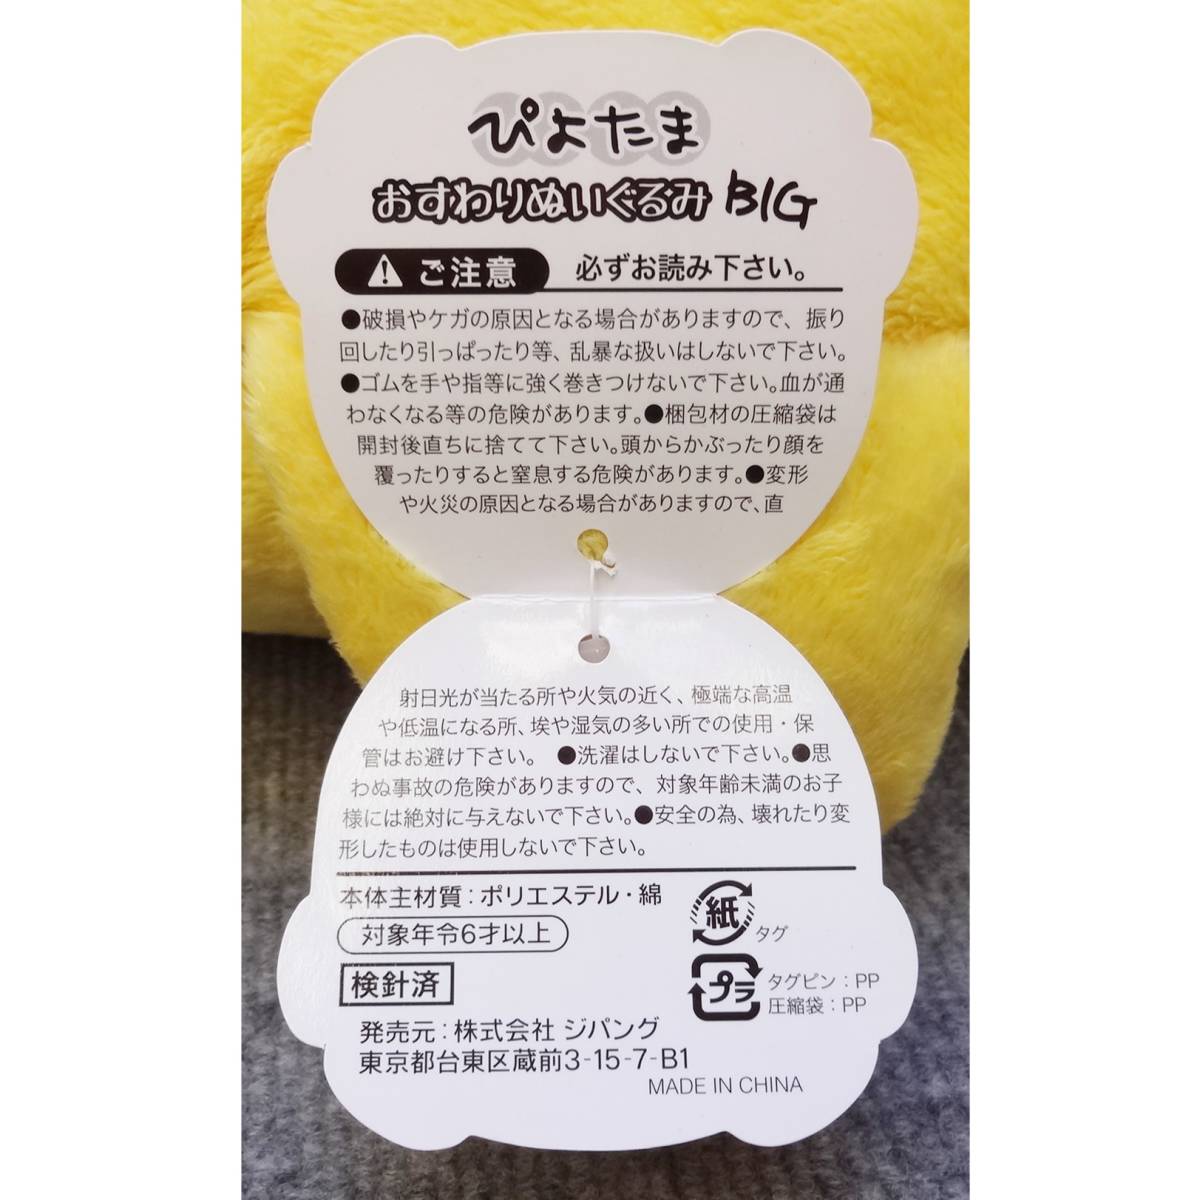 ぴよたま
おすわりぬいぐるみ BIG
ご注意 必ずお読み下さい。
●破損やケガの原因となる場合がありますので、振り
回したり引っぱったり等、乱暴な扱いはしないで下さい。
●ゴムを手や指等に強く巻きつけないで下さい。血が通
わなくなる等の危険があります。●梱包材の圧縮袋は
開封後直ちに捨てて下さい。頭からかぶったり顔を
覆ったりすると窒息する危険があります。●変形
や火災の原因となる場合がありますので、直
射日光が当たる所や火気の近く、極端な高温
や低温になる所、埃や湿気の多い所での使用・保
管はお避け下さい。 ●洗濯はしないで下さい。●思
わぬ事故の危険がありますので、対象年齢未満のお子
様には絶対に与えないで下さい。●安全の為、壊れたり変
形したものは使用しないで下さい。
本体主材質：ポリエステル・綿
対象年令6才以上
検針済
紙 タグ
プラ タグピン：PP
圧縮袋：PP
発売元：株式会社 ジパング
東京都台東区蔵前3-15-7-B1
MADE IN CHINA